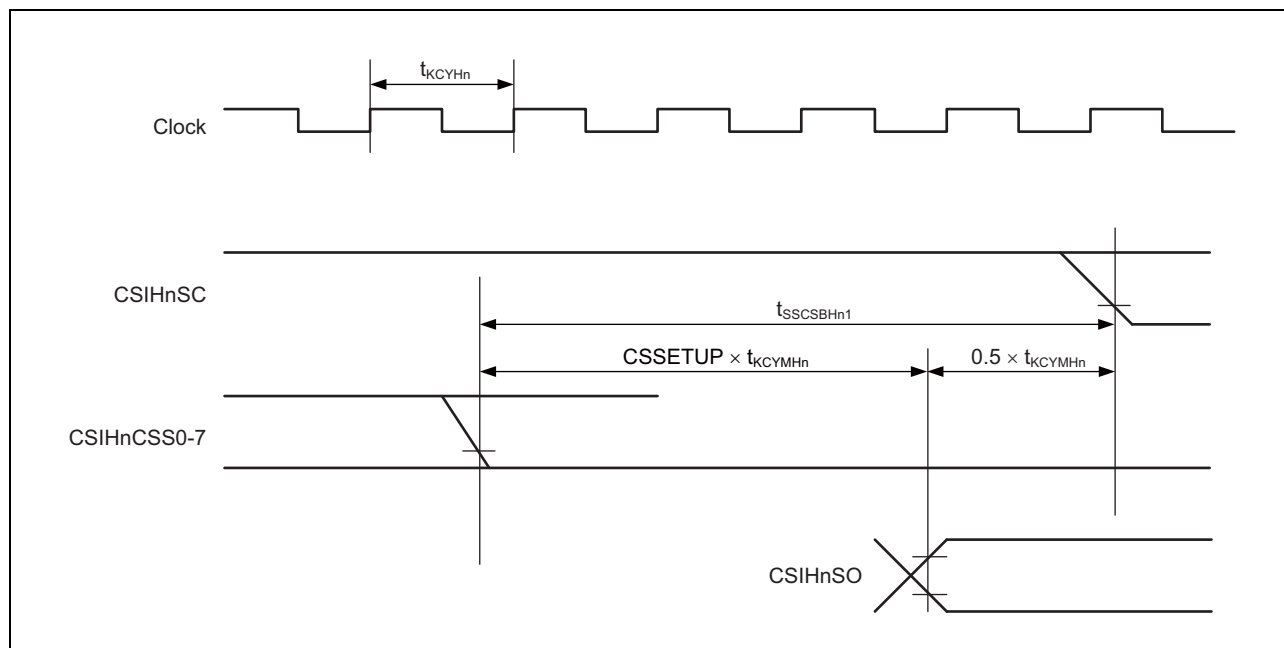 tKCYHn
Clock
CSIHnSC
tSSCSBHn1
CSSETUP × tKCYMHn
0.5 × tKCYMHn
CSIHnCSS0-7
CSIHnSO